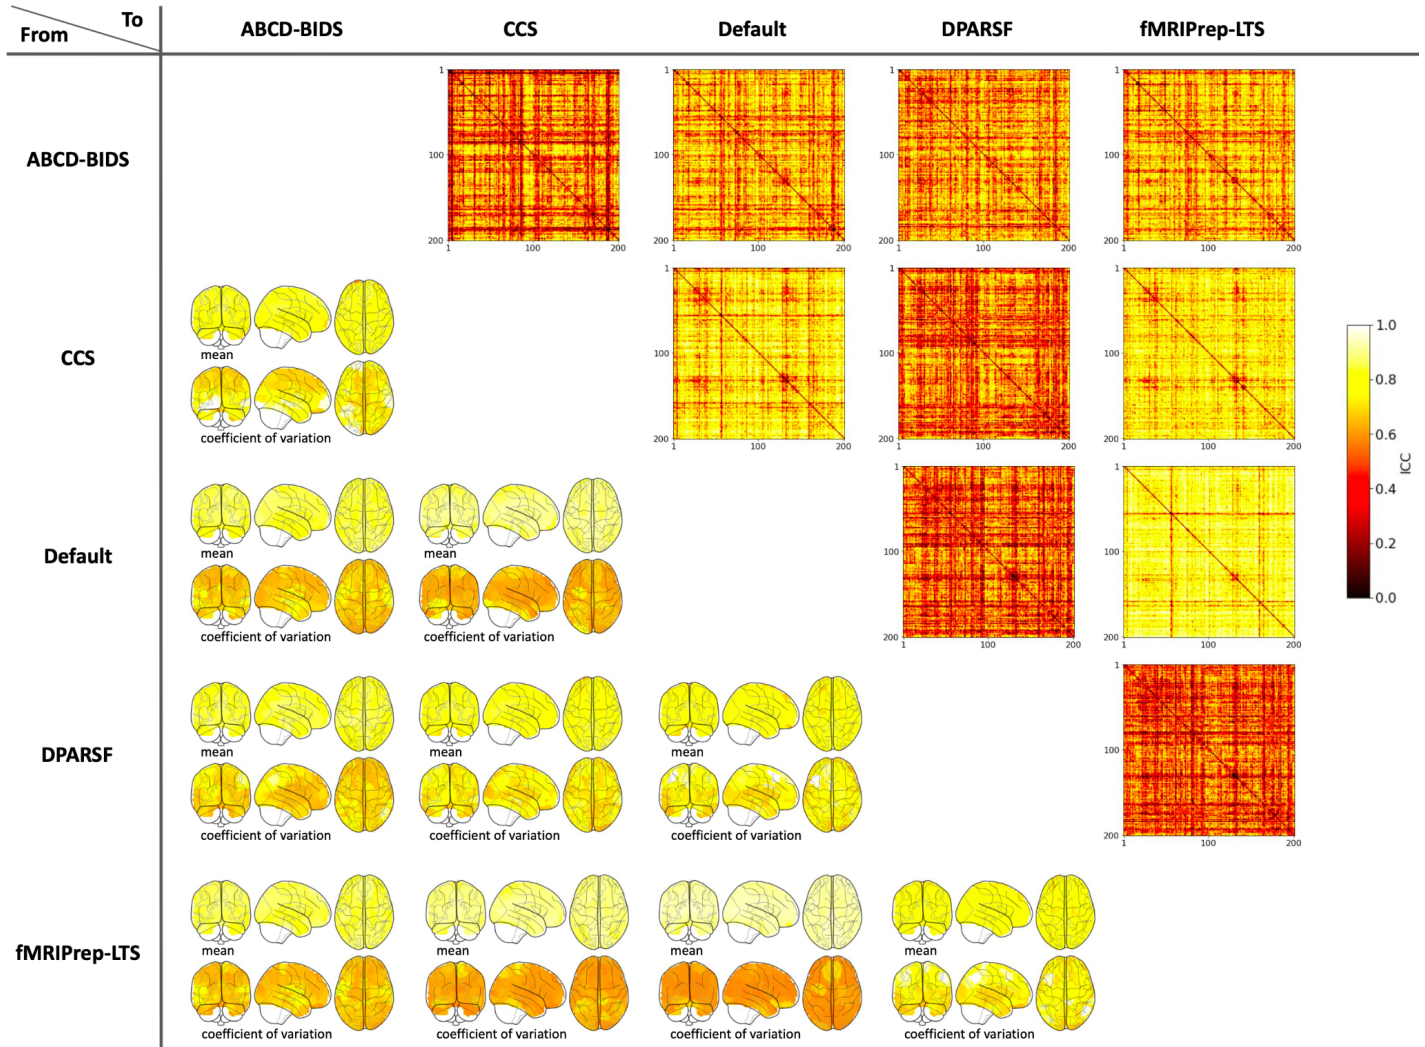 From To ABCD-BIDS CCS Default DPARSF fMRIPrep-LTS
ABCD-BIDS
1 1 1 1
100 100 100 100
200 200 200 200
1 100 200 1 100 200 1 100 200 1 100 200
CCS
mean
coefficient of variation
1 1 1
100 100 100
200 200 200
1 100 200 1 100 200 1 100 200
1.0
0.8
0.6
0.4
0.2
0.0
ICC
Default
mean mean
coefficient of variation coefficient of variation
1 1
100 100
200 200
1 100 200 1 100 200
DPARSF
mean mean mean
coefficient of variation coefficient of variation coefficient of variation
1
100
200
1 100 200
fMRIPrep-LTS
mean mean mean mean
coefficient of variation coefficient of variation coefficient of variation coefficient of variation